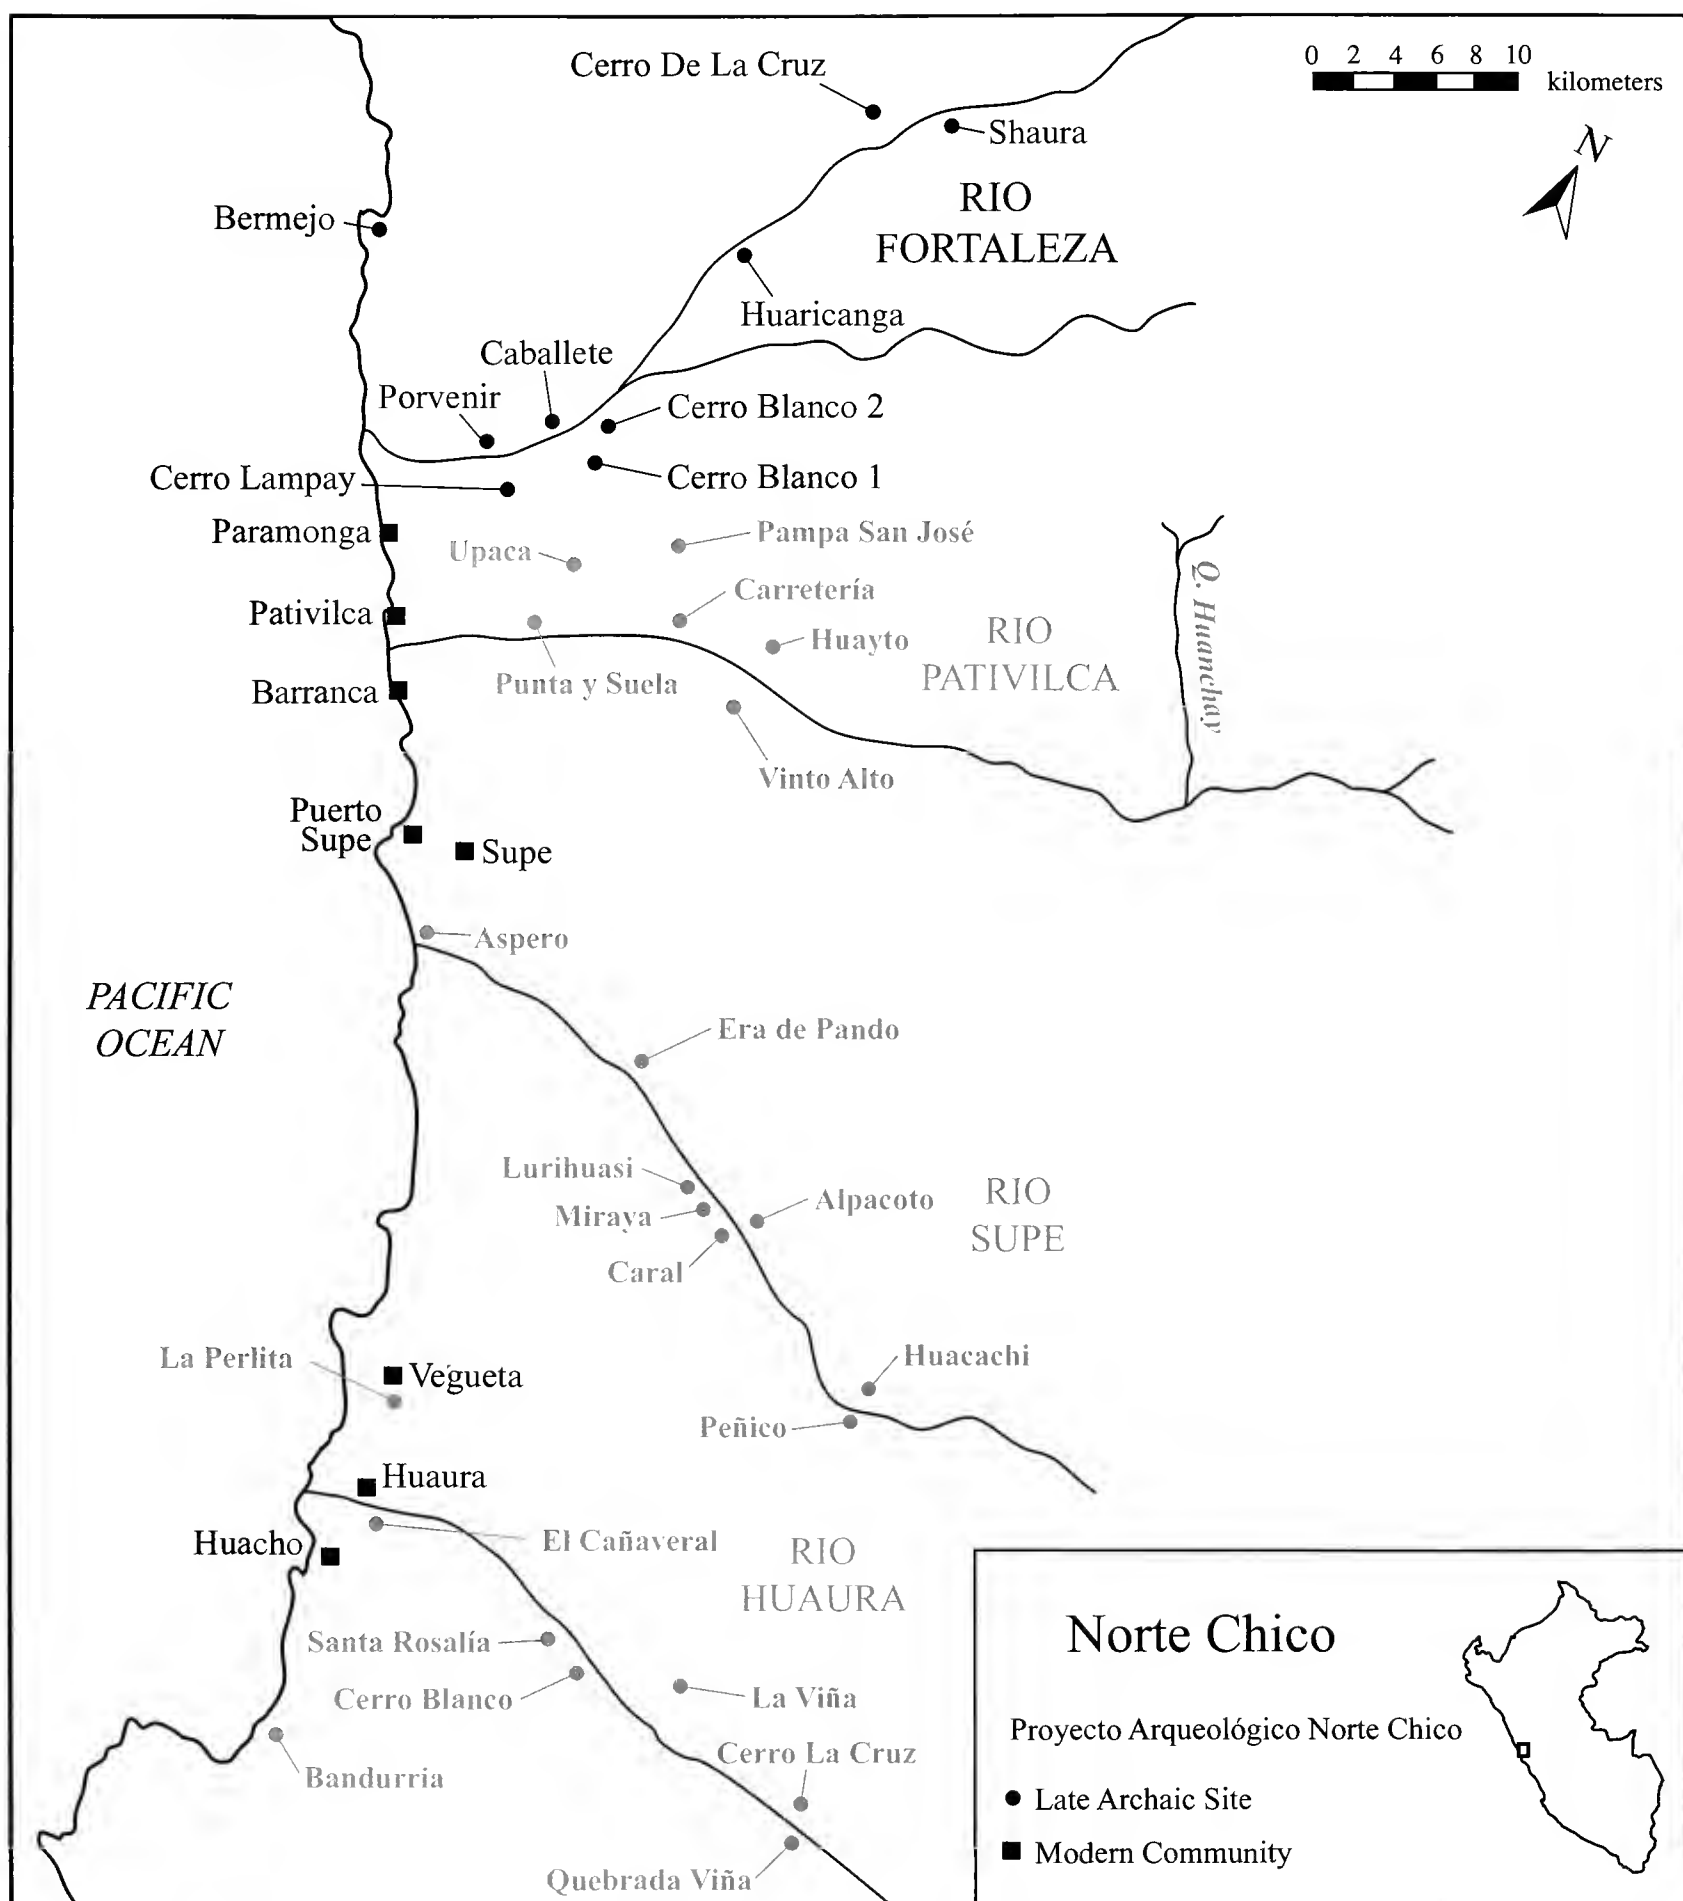 0 2 4 6 8 10
kilometers
N
Cerro De La Cruz
Shaura
RIO
FORTALEZA
Bermejo
Huaricanga
Caballete
Porvenir
Cerro Blanco 2
Cerro Blanco 1
Cerro Lampay
Paramonga
Upaca
Pampa San José
Carretería
Pativilca
Huayto
RIO
PATIVILCA
Q. Huanchay
Punta y Suela
Barranca
Vinto Alto
Puerto
Supe
Supe
Aspero
PACIFIC
OCEAN
Era de Pando
Lurihuasi
Miraya
Alpacoto
Caral
RIO
SUPE
La Perlita
Végueta
Huacachi
Peñico
Huaura
Huacho
El Cañaveral
RIO
HUAURA
Santa Rosalía
Cerro Blanco
La Viña
Cerro La Cruz
Bandurria
Quebrada Viña
Norte Chico
Proyecto Arqueológico Norte Chico
Late Archaic Site
Modern Community